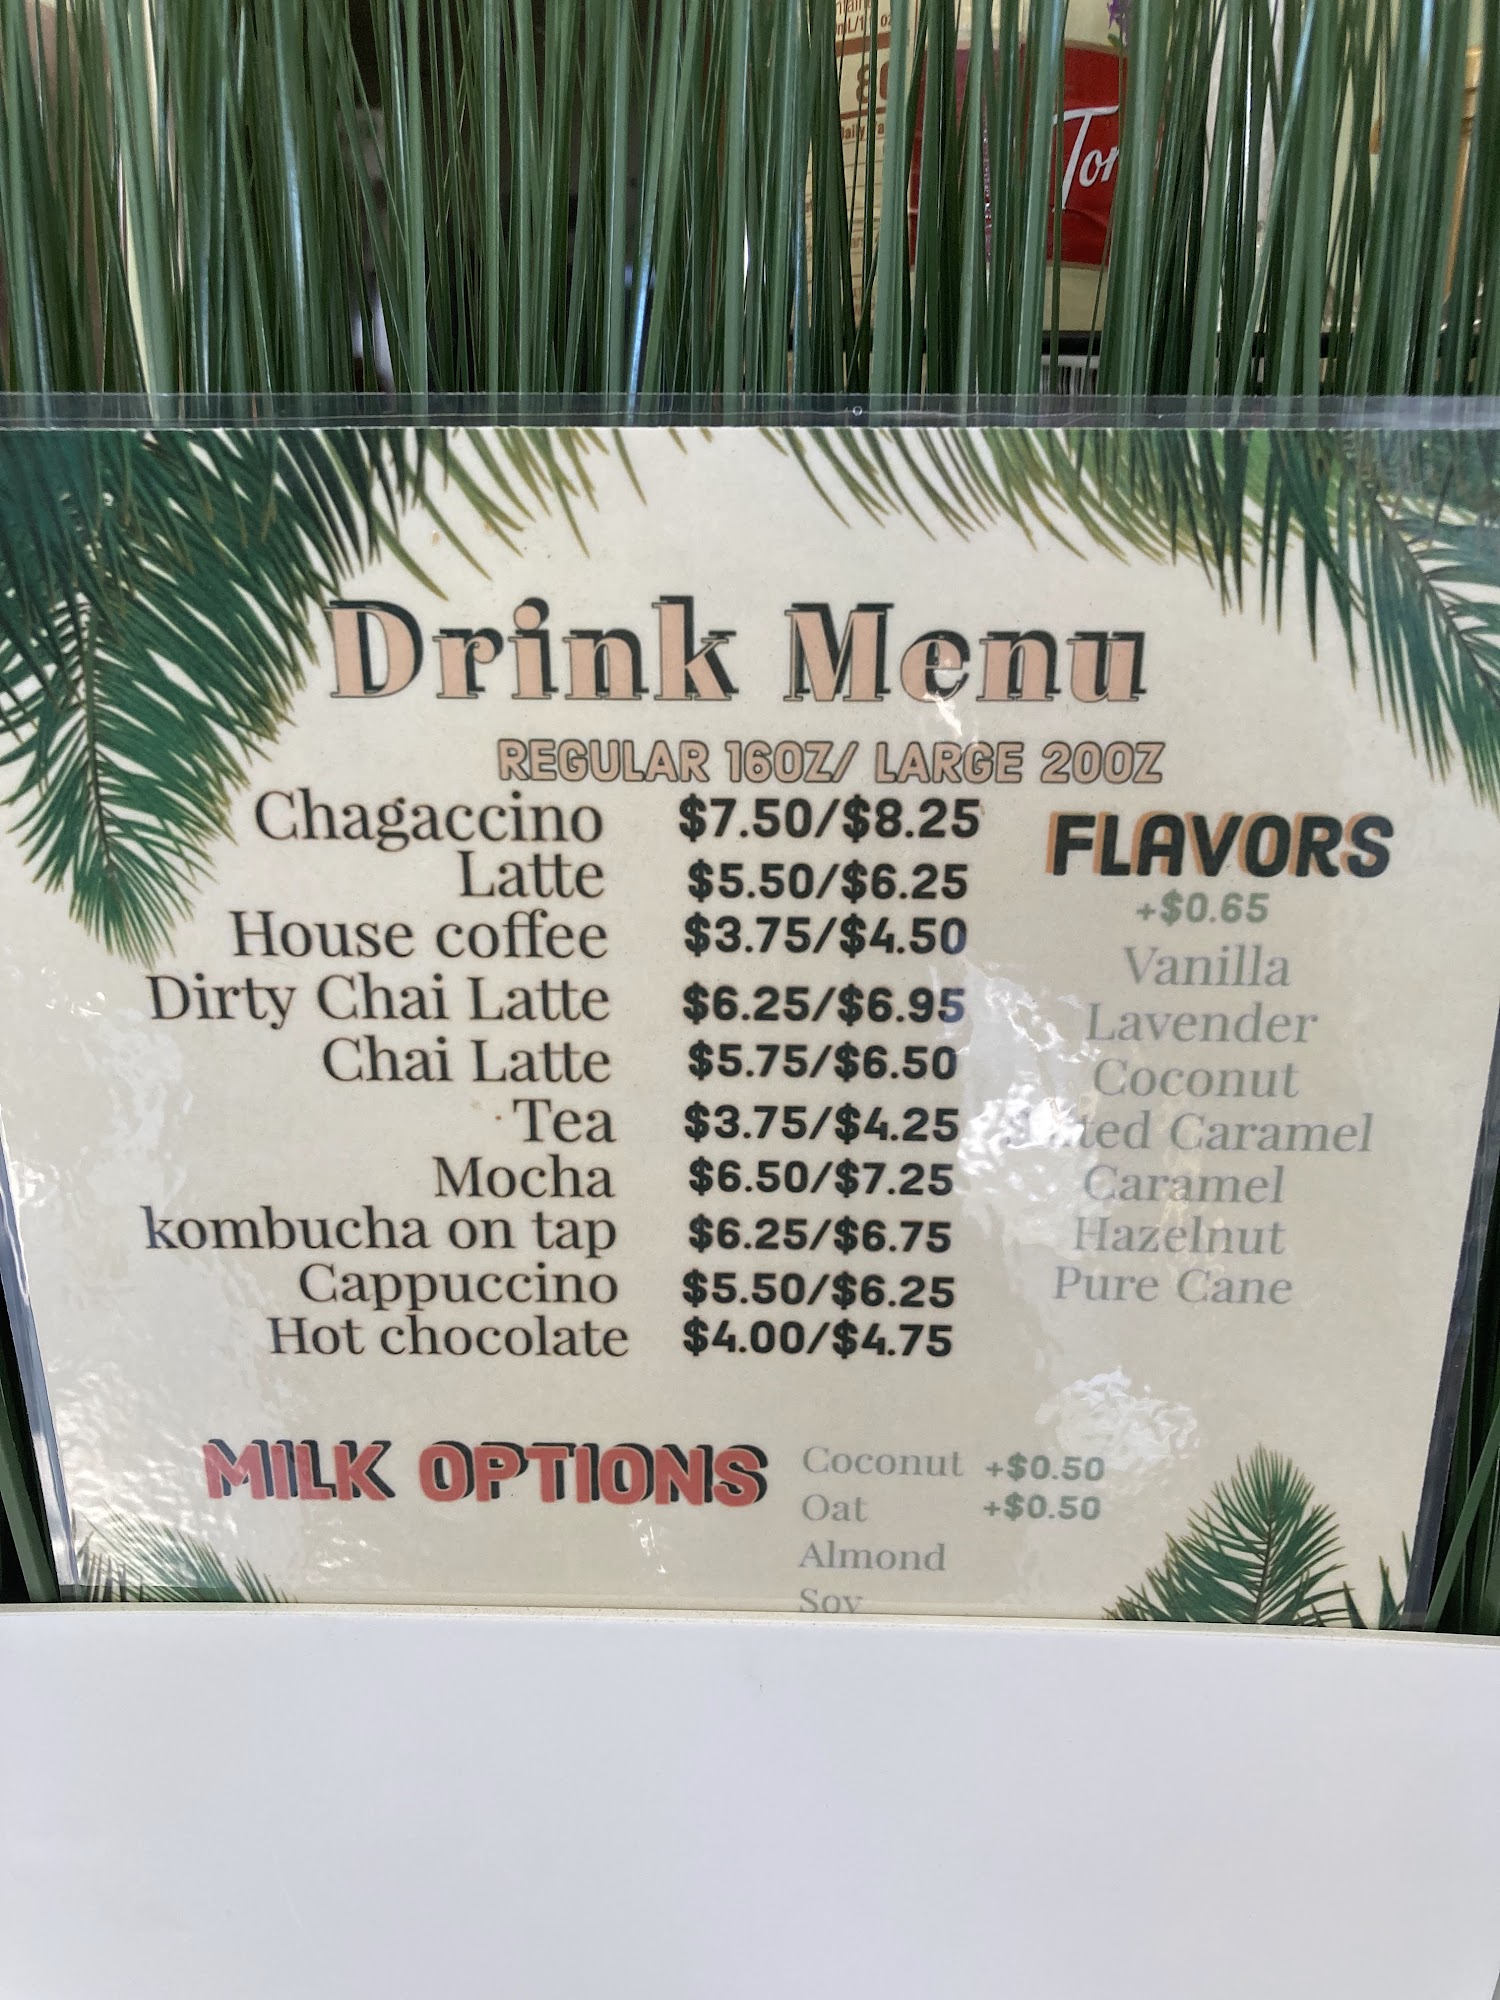 Tor
Drink Menu
REGULAR 16OZ/ LARGE 20OZ
Chagaccino $7.50/$8.25
Latte $5.50/$6.25
House coffee $3.75/$4.50
Dirty Chai Latte $6.25/$6.95
Chai Latte $5.75/$6.50
Tea $3.75/$4.25
Mocha $6.50/$7.25
kombucha on tap $6.25/$6.75
Cappuccino $5.50/$6.25
Hot chocolate $4.00/$4.75
FLAVORS
+$0.65
Vanilla
Lavender
Coconut
Caramel
Caramel
Hazelnut
Pure Cane
MILK OPTIONS
Coconut +$0.50
Oat +$0.50
Almond
Soy